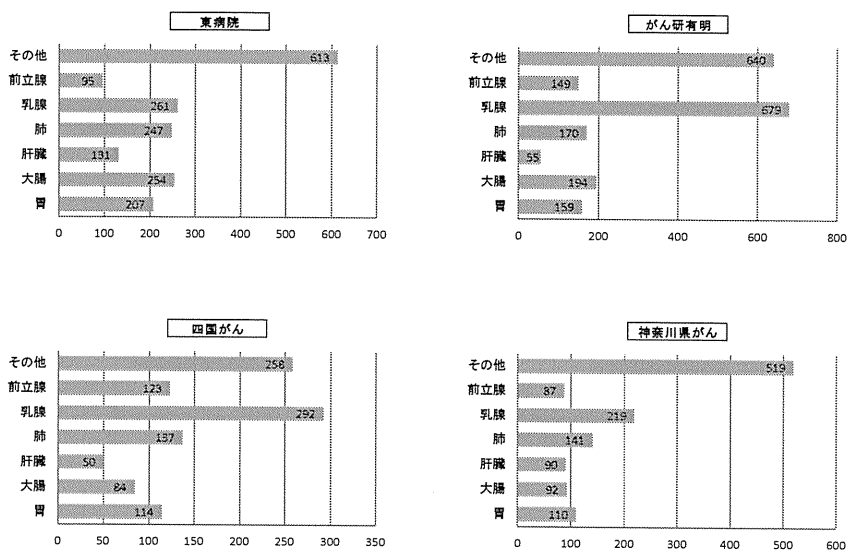 東病院
その他 613
前立腺 95
乳腺 261
肺 247
肝臓 131
大腸 254
胃 207
0 100 200 300 400 500 600 700
がん研有明
その他 640
前立腺 149
乳腺 679
肺 170
肝臓 55
大腸 194
胃 159
0 200 400 600 800
四国がん
その他 258
前立腺 123
乳腺 292
肺 137
肝臓 50
大腸 84
胃 114
0 50 100 150 200 250 300 350
神奈川県がん
その他 519
前立腺 87
乳腺 219
肺 141
肝臓 90
大腸 92
胃 110
0 100 200 300 400 500 600